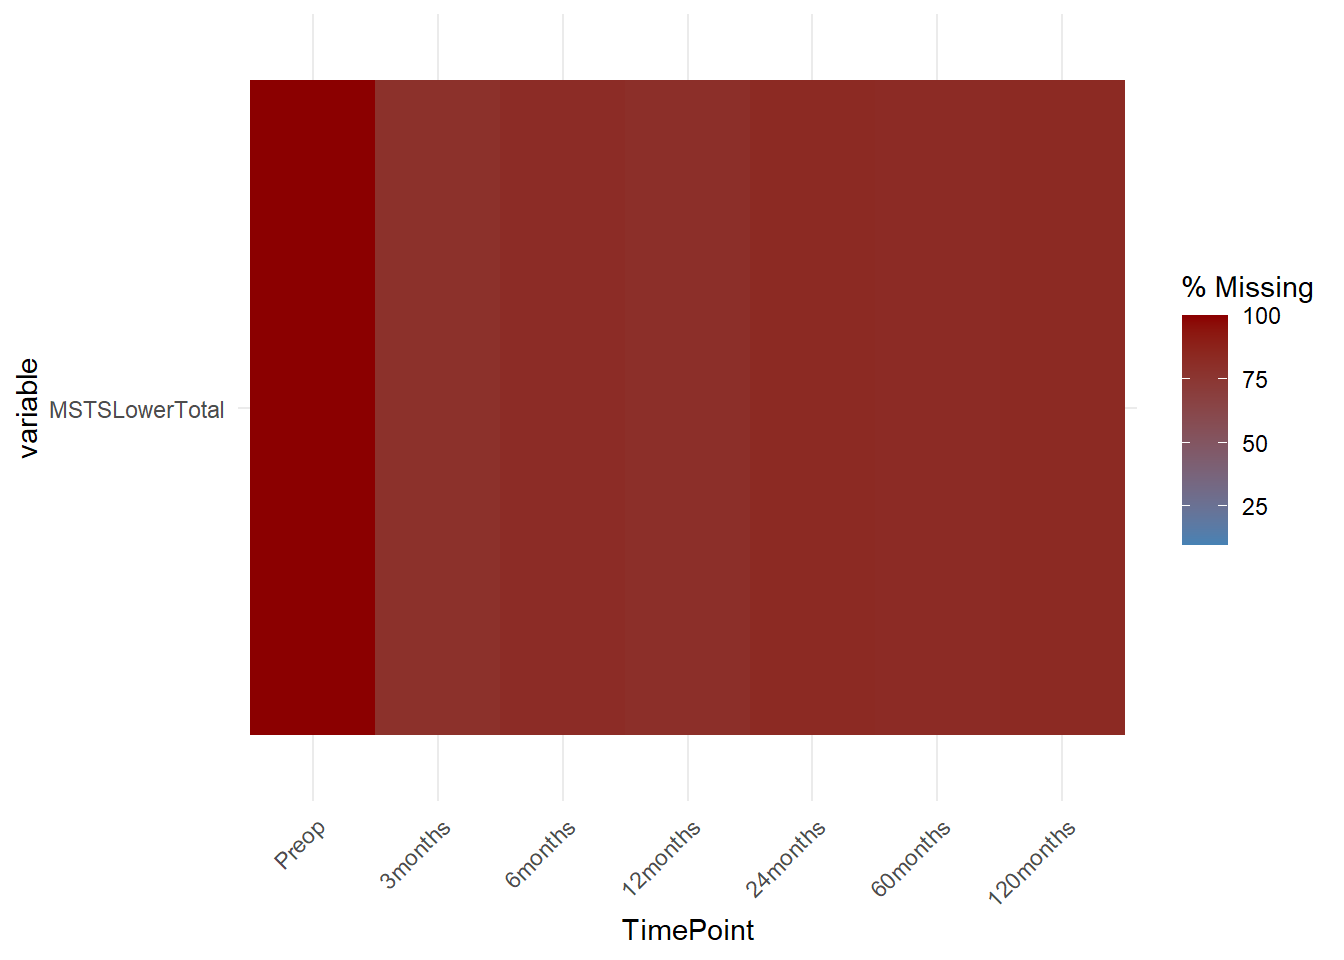 variable
MSTSLowerTotal
% Missing
100
75
50
25
Preop
3months
6months
12months
24months
60months
120months
TimePoint